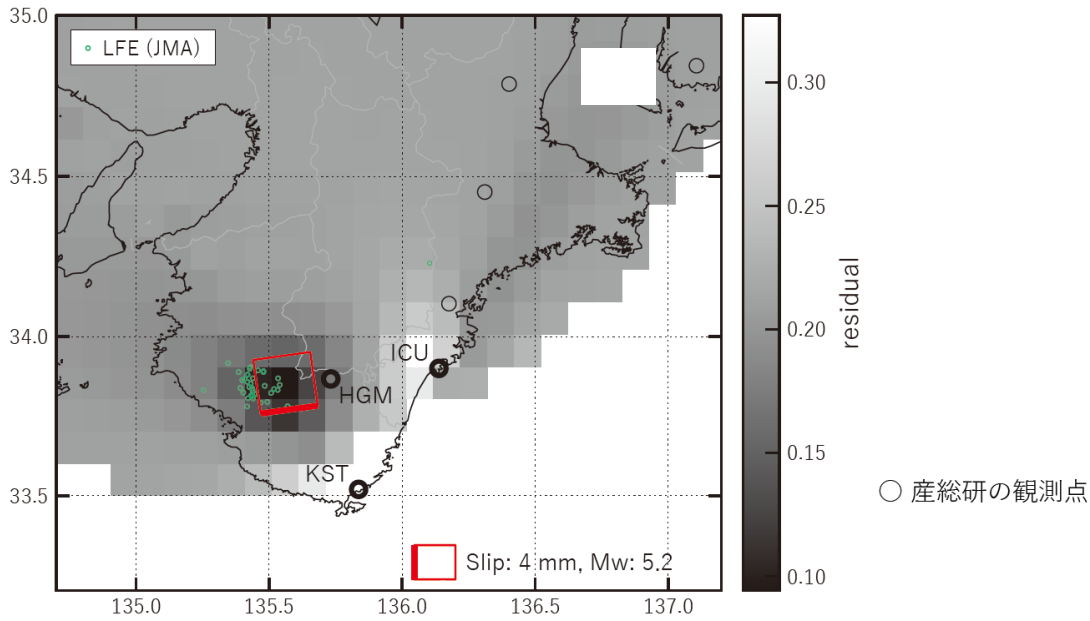 35.0
LFE (JMA)
0.30
34.5
0.25
residual
0.20
34.0
ICU
HGM
0.15
KST
33.5
産総研の観測点
Slip: 4 mm, Mw: 5.2
0.10
135.0 135.5 136.0 136.5 137.0